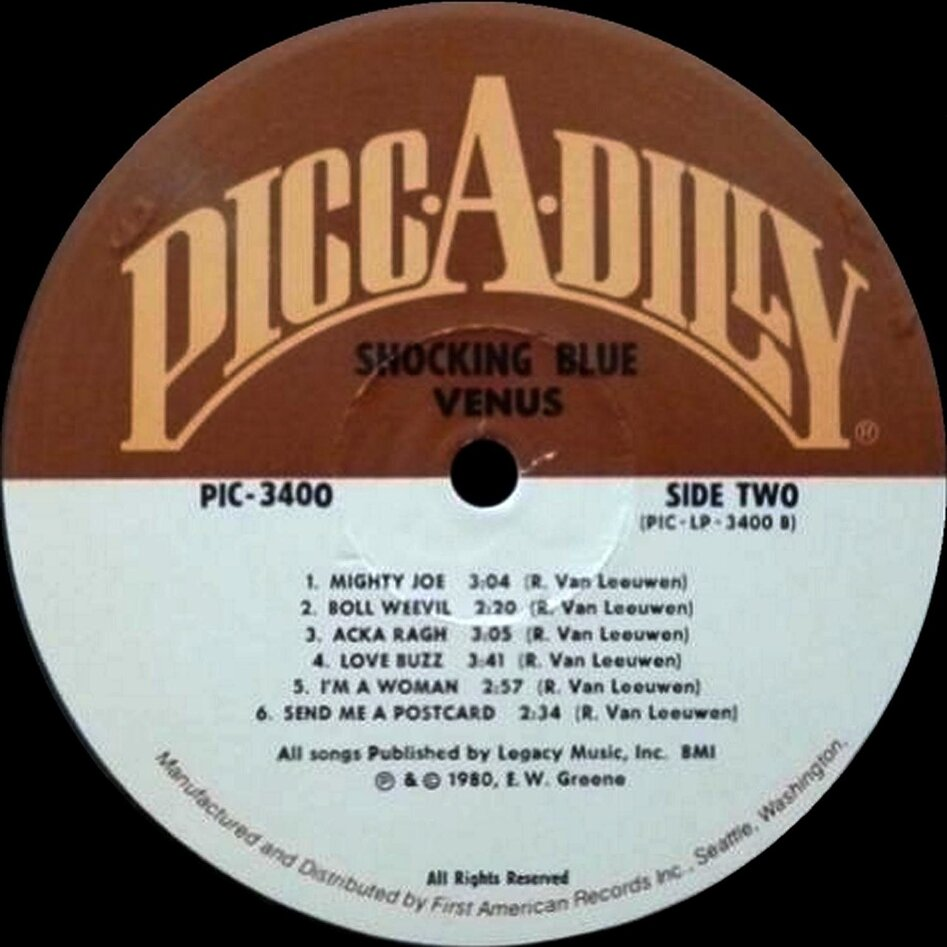 PICC·A·DILLY ®
SHOCKING BLUE
VENUS
PIC-3400
SIDE TWO
(PIC-LP-3400 B)
1. MIGHTY JOE 3:04 (R. Van Leeuwen)
2. BOLL WEEVIL 2:20 (R. Van Leeuwen)
3. ACKA RAGH 3:05 (R. Van Leeuwen)
4. LOVE BUZZ 3:41 (R. Van Leeuwen)
5. I'M A WOMAN 2:57 (R. Van Leeuwen)
6. SEND ME A POSTCARD 2:34 (R. Van Leeuwen)
All songs Published by Legacy Music, Inc. BMI
℗ & © 1980, E. W. Greene
All Rights Reserved
Manufactured and Distributed by First American Records Inc., Seattle, Washington.